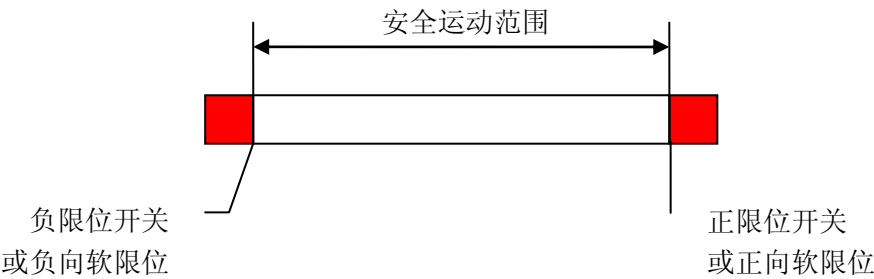 安全运动范围
负限位开关
或负向软限位
正限位开关
或正向软限位